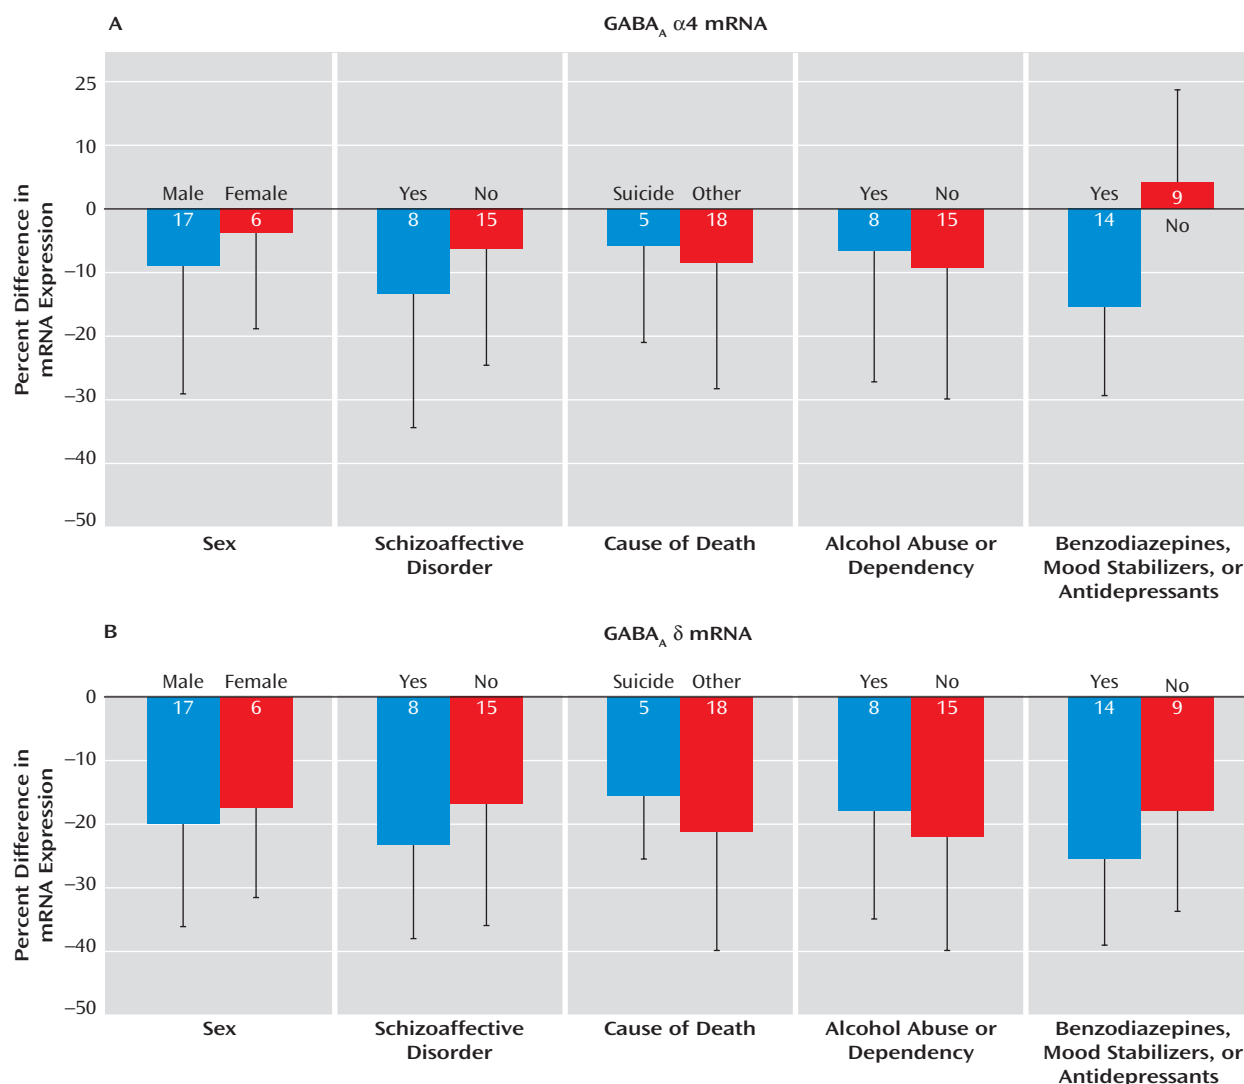 A
GABA_A α4 mRNA
Percent Difference in
mRNA Expression
25
10
0
–10
–20
–30
–40
–50
Male Female
17 6
Yes No
8 15
Suicide Other
5 18
Yes No
8 15
Yes
14 9
No
Sex
Schizoaffective
Disorder
Cause of Death
Alcohol Abuse or
Dependency
Benzodiazepines,
Mood Stabilizers, or
Antidepressants
B
GABA_A δ mRNA
Percent Difference in
mRNA Expression
0
–10
–20
–30
–40
–50
Male Female
17 6
Yes No
8 15
Suicide Other
5 18
Yes No
8 15
Yes No
14 9
Sex
Schizoaffective
Disorder
Cause of Death
Alcohol Abuse or
Dependency
Benzodiazepines,
Mood Stabilizers, or
Antidepressants